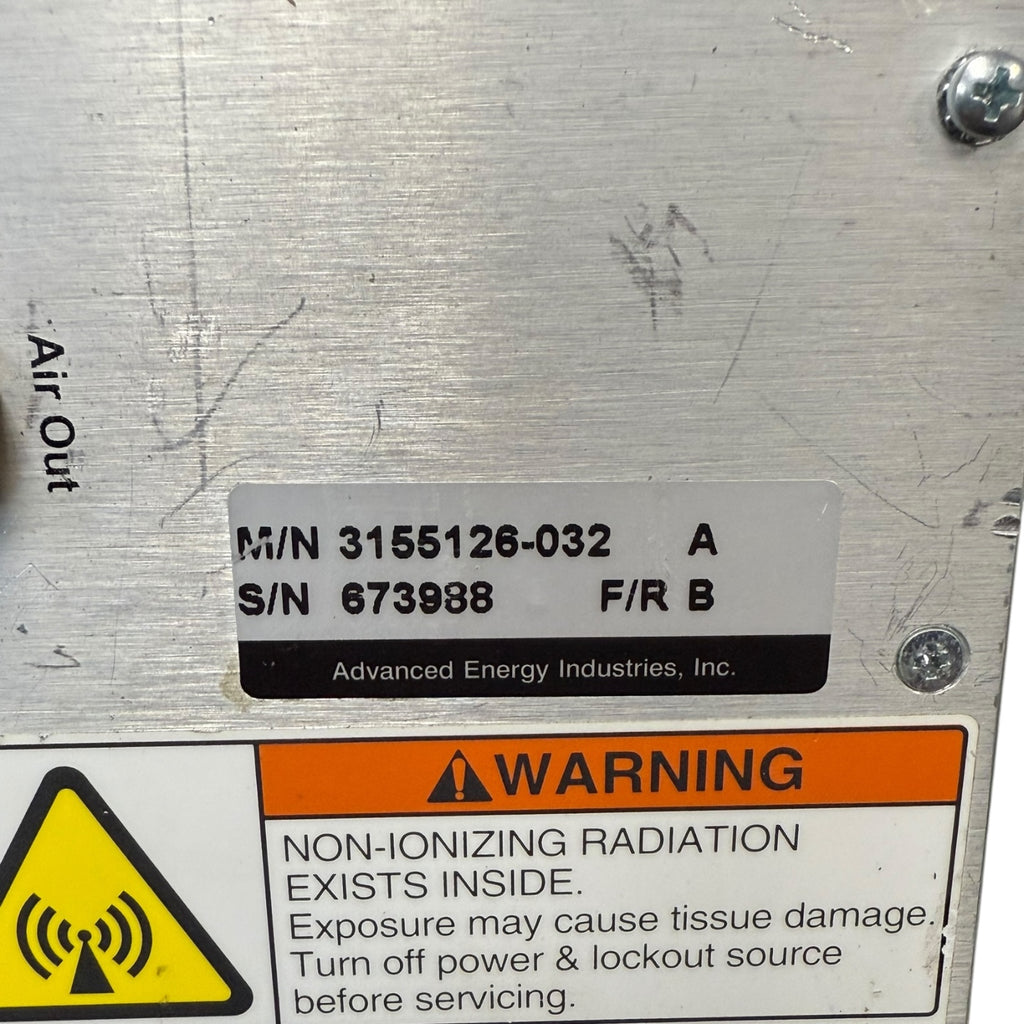 Air Out
M/N 3155126-032 A
S/N 673988 F/R B
Advanced Energy Industries, Inc.
WARNING
NON-IONIZING RADIATION
EXISTS INSIDE.
Exposure may cause tissue damage.
Turn off power & lockout source
before servicing.